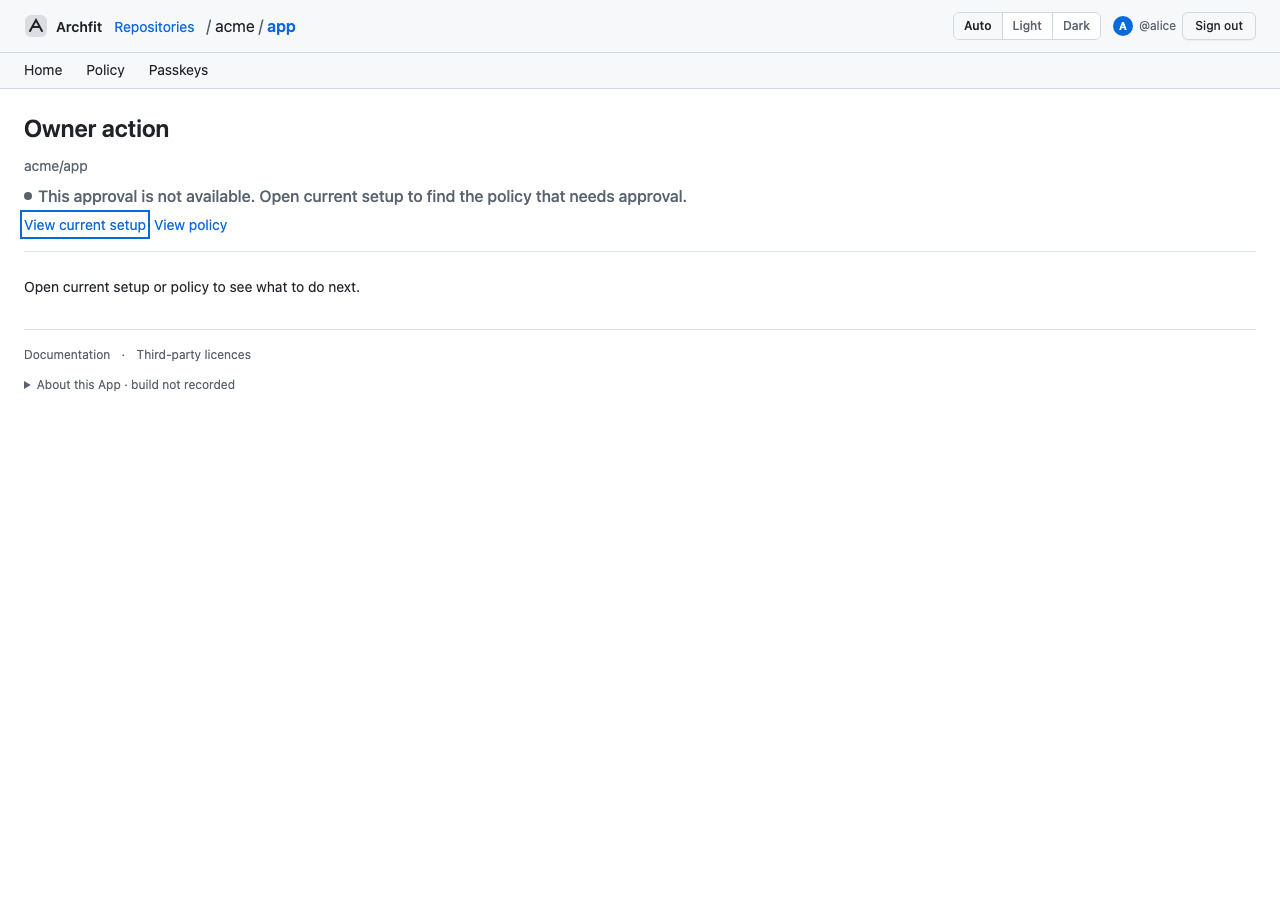 Archfit Repositories / acme / app Auto Light Dark A @alice Sign out
Home Policy Passkeys
Owner action
acme/app
This approval is not available. Open current setup to find the policy that needs approval.
View current setup View policy
Open current setup or policy to see what to do next.
Documentation · Third-party licences
About this App · build not recorded